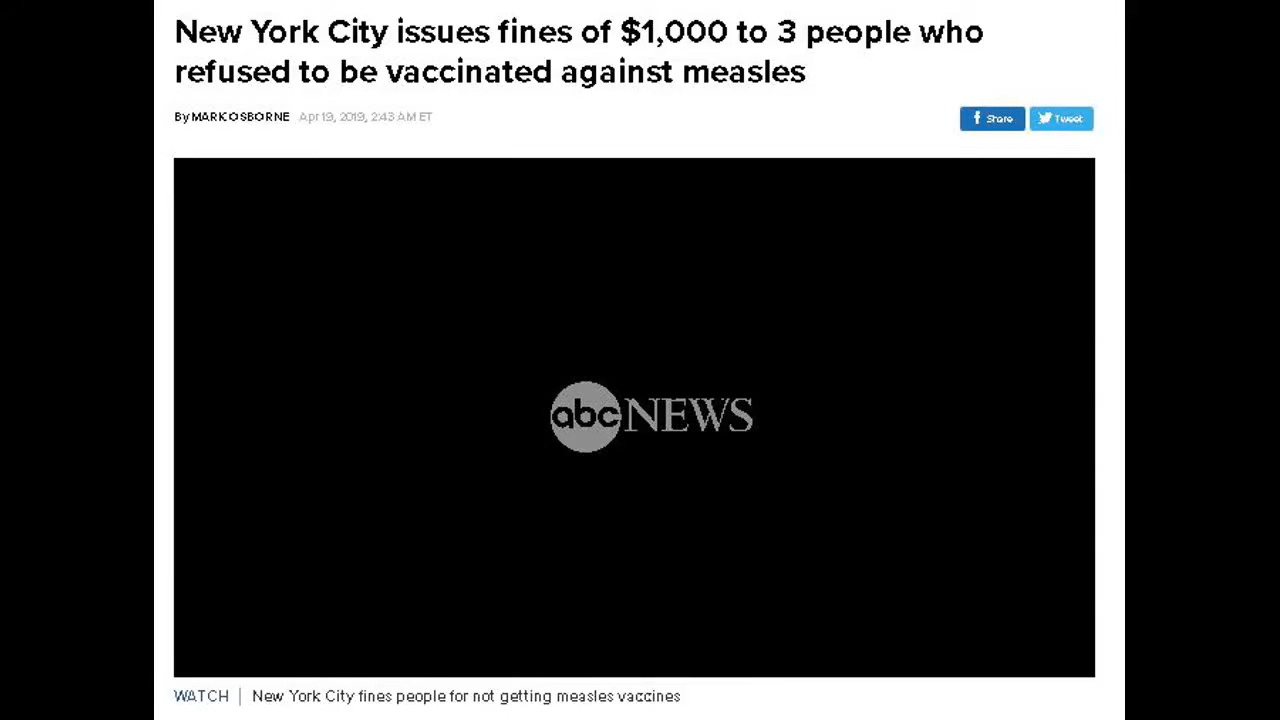 New York City issues fines of $1,000 to 3 people who
refused to be vaccinated against measles
By MARK OSBORNE Apr 19, 2019, 2:43 AM ET
Share
Tweet
abc NEWS
WATCH | New York City fines people for not getting measles vaccines